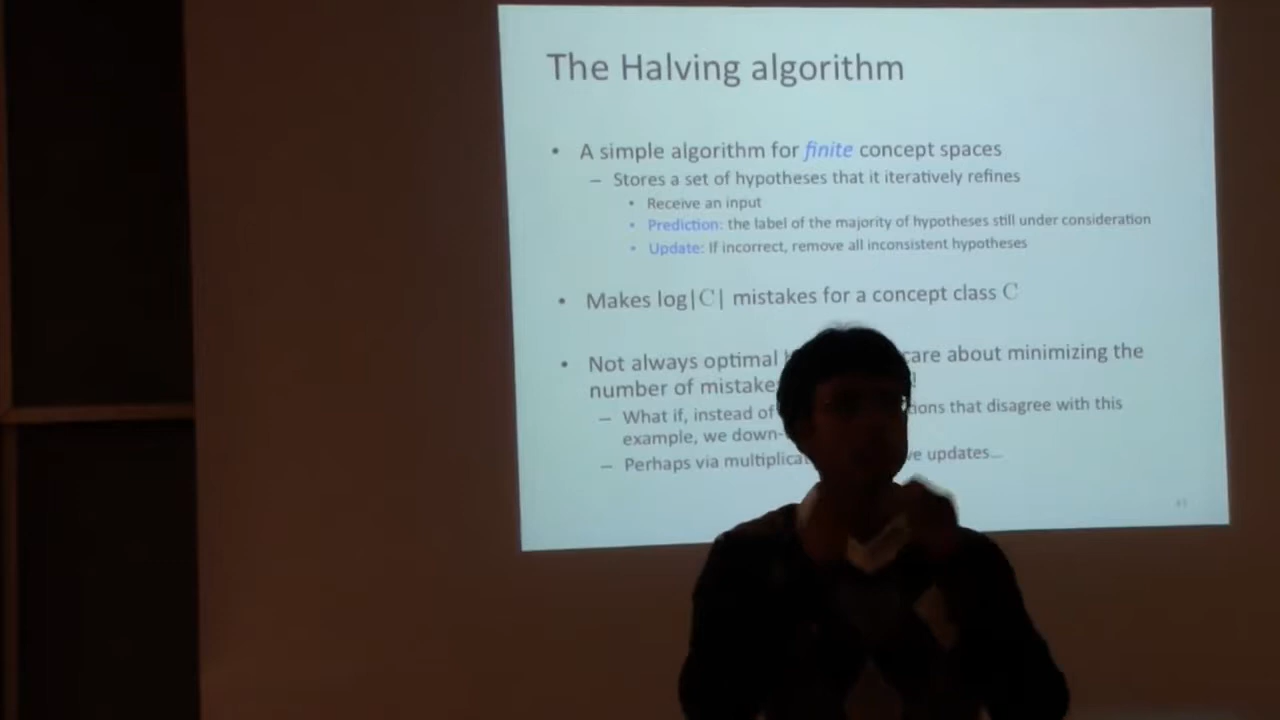 The Halving algorithm
• A simple algorithm for finite concept spaces
– Stores a set of hypotheses that it iteratively refines
• Receive an input
• Prediction: the label of the majority of hypotheses still under consideration
• Update: If incorrect, remove all inconsistent hypotheses
• Makes log|C| mistakes for a concept class C
• Not always optimal care about minimizing the
number of mistake !
– What if, instead of ions that disagree with this
example, we down-
– Perhaps via multiplica ve updates…